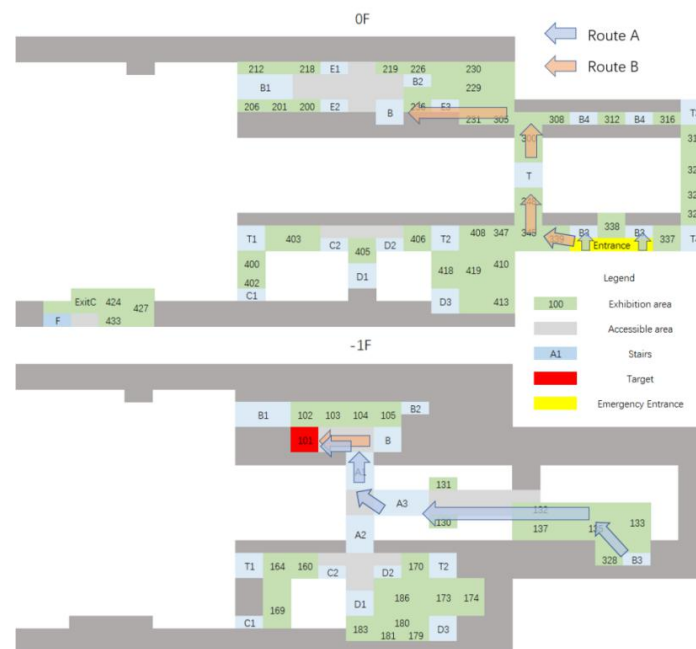 0F
Route A
Route B
212 218 E1 219 226 230
B1 B2 229
206 201 200 E2 B E3
231 305 308 B4 312 B4 316
T
338
T1 403 C2 D2 406 T2 408 347 B3 B3 337
405 Entrance
400 D1 418 419 410
402
C1 D3 413
ExitC 424 427
F 433
Legend
100 Exhibition area
Accessible area
A1 Stairs
Target
Emergency Entrance
-1F
B1 102 103 104 105 B2
101 B
131
A3
130 137 133
A2
328 B3
T1 164 160 C2 D2 170 T2
169 D1 186 173 174
C1 183 180 D3
181 179